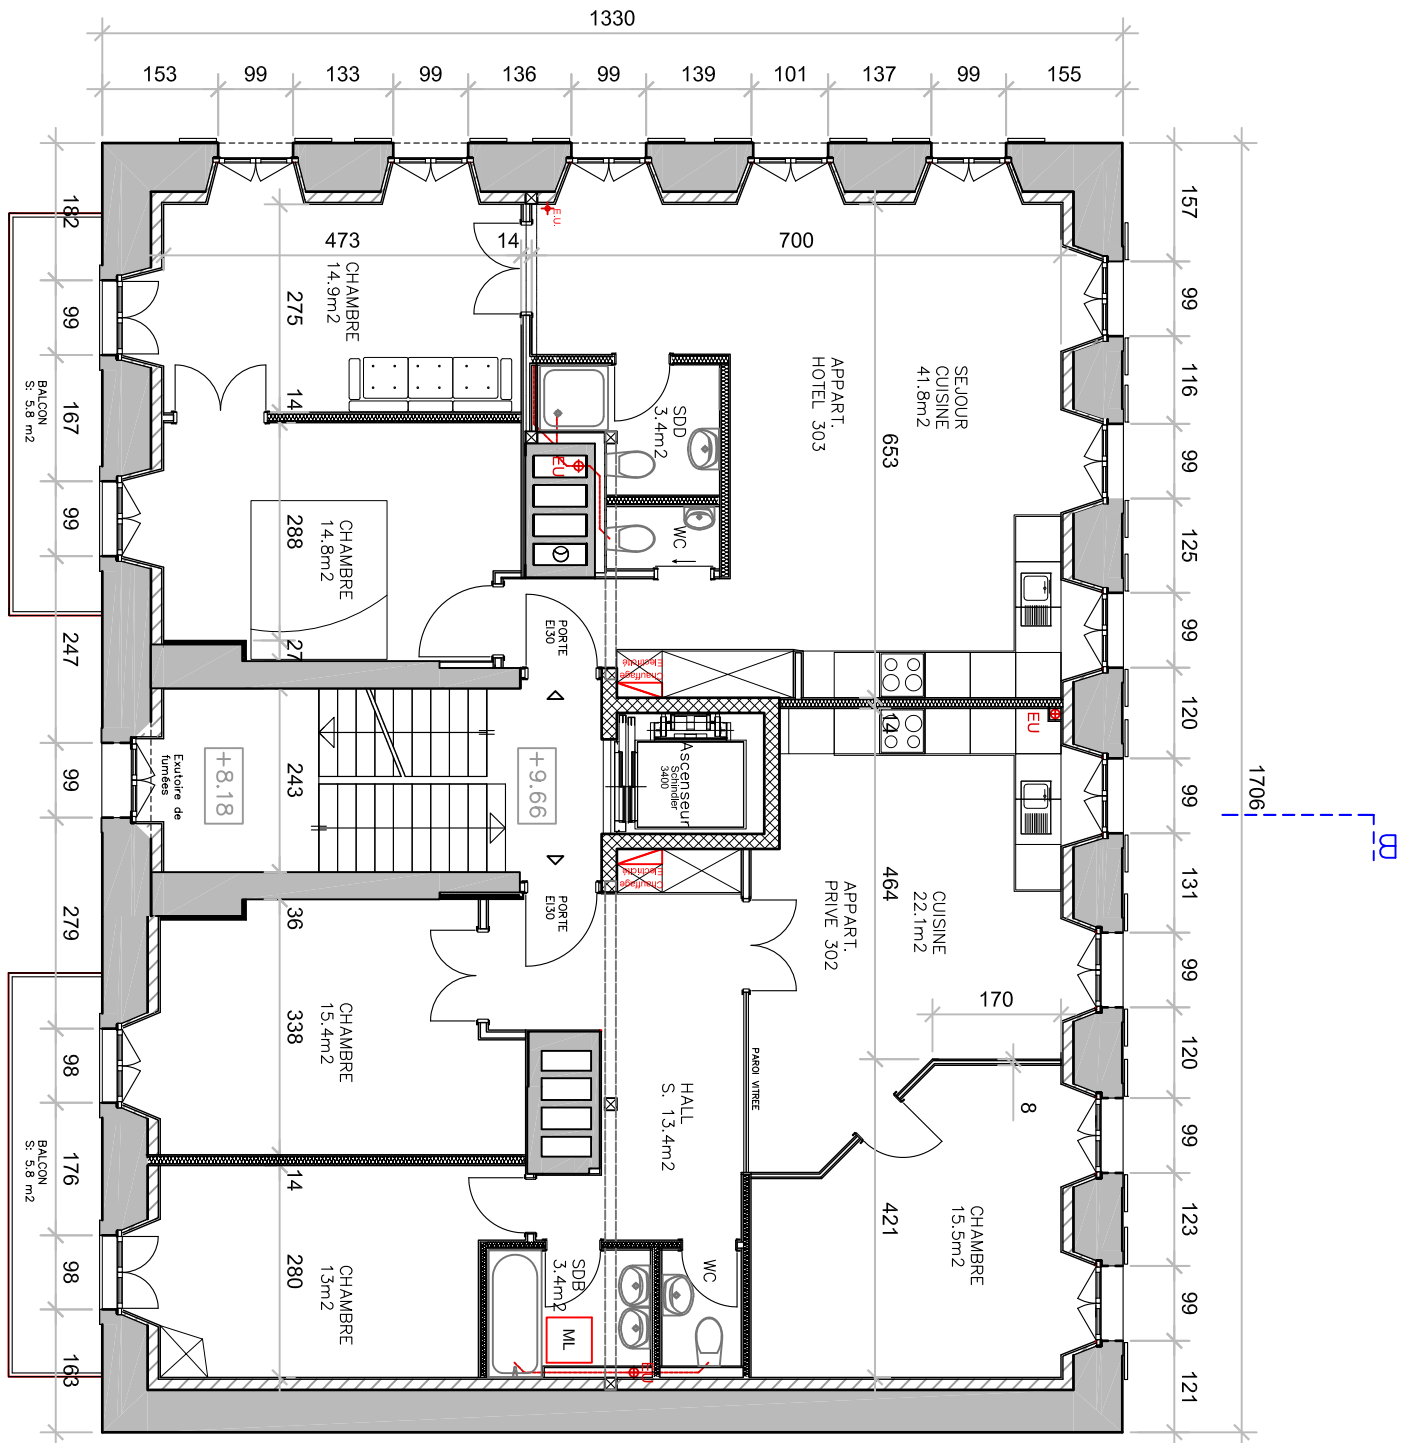 1330
153
99
133
99
136
99
139
101
137
99
155
182
99
167
99
247
99
279
98
176
98
163
157
99
116
99
125
99
120
99
131
99
120
99
123
99
121
1706
B
BALCON
S: 5.8 m2
BALCON
S: 5.8 m2
473
14
700
E.U.
CHAMBRE
14.9m2
275
14
APPART.
HOTEL 303
SEJOUR
CUISINE
41.8m2
653
SDD
3.4m2
EU
WC
CHAMBRE
14.8m2
288
27
PORTE
EI30
Electricité
Chauffage
14
EU
Exutoire de
fumées
+8.18
243
+9.66
Ascenseur
Schindler
3400
PORTE
EI30
Electricité
Chauffage
APPART.
PRIVE 302
464
CUISINE
22.1m2
36
CHAMBRE
15.4m2
338
170
8
PAROI VITREE
HALL
S. 13.4m2
14
CHAMBRE
13m2
280
SDB
3.4m2
ML
EU
WC
421
CHAMBRE
15.5m2